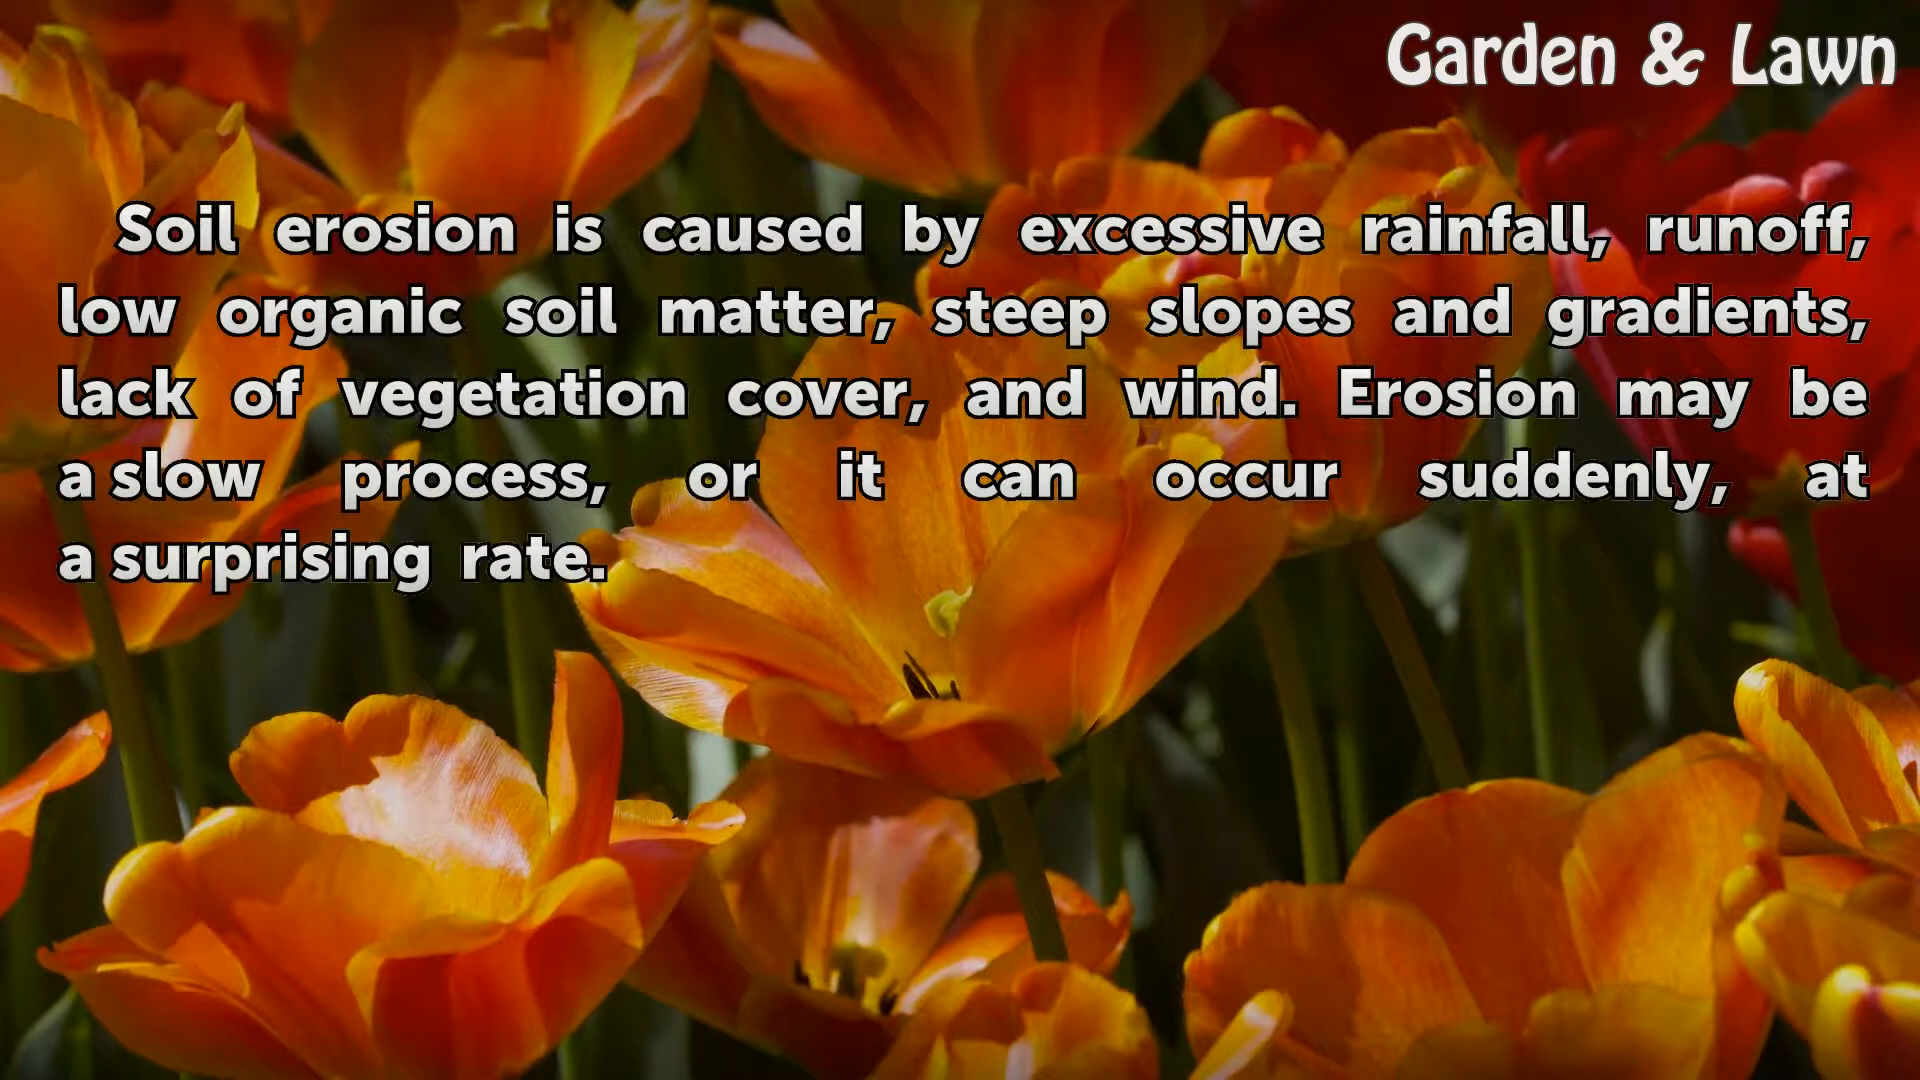 Garden & Lawn
Soil erosion is caused by excessive rainfall, runoff,
low organic soil matter, steep slopes and gradients,
lack of vegetation cover, and wind. Erosion may be
a slow process, or it can occur suddenly, at
a surprising rate.